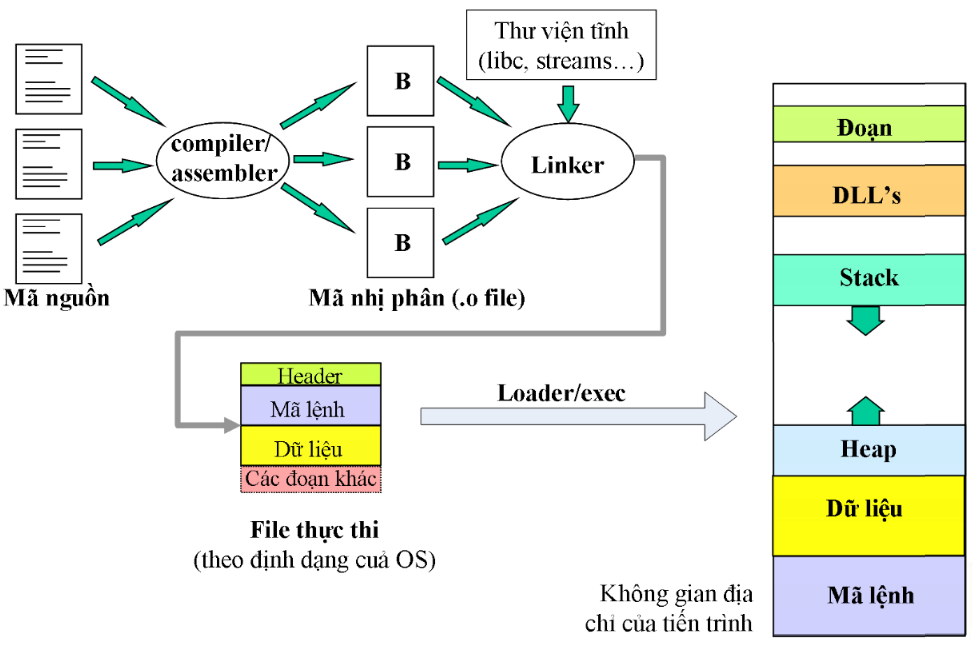 Thư viện tĩnh
(libc, streams…)
compiler/
assembler
B
B
B
Linker
Mã nguồn
Mã nhị phân (.o file)
Header
Mã lệnh
Dữ liệu
Các đoạn khác
File thực thi
(theo định dạng cuả OS)
Loader/exec
Đoạn
DLL’s
Stack
Heap
Dữ liệu
Mã lệnh
Không gian địa
chỉ của tiến trình